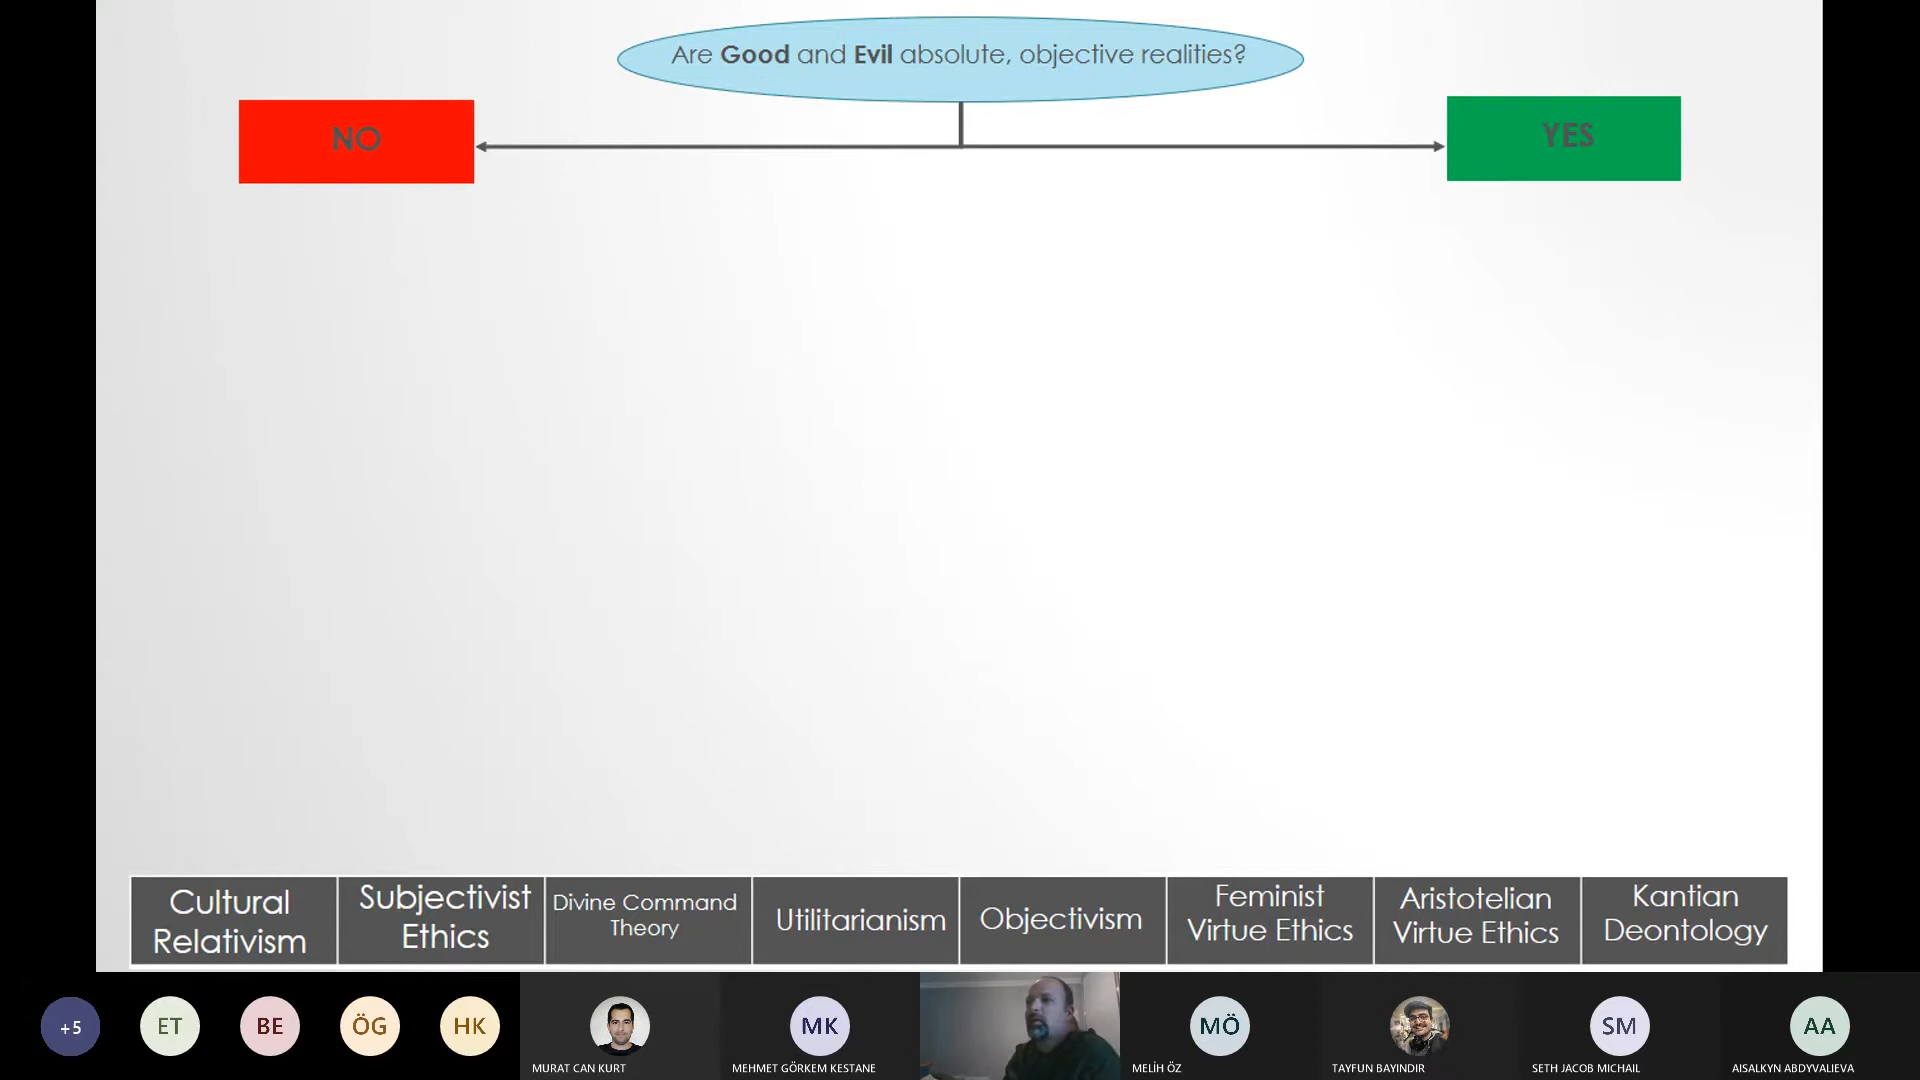 Are Good and Evil absolute, objective realities?
NO
YES
Cultural
Relativism
Subjectivist
Ethics
Divine Command
Theory
Utilitarianism
Objectivism
Feminist
Virtue Ethics
Aristotelian
Virtue Ethics
Kantian
Deontology
+5
ET
BE
ÖG
HK
MURAT CAN KURT
MK
MEHMET GÖRKEM KESTANE
MÖ
MELİH ÖZ
TAYFUN BAYINDIR
SM
SETH JACOB MICHAIL
AA
AISALKYN ABDYVALIEVA